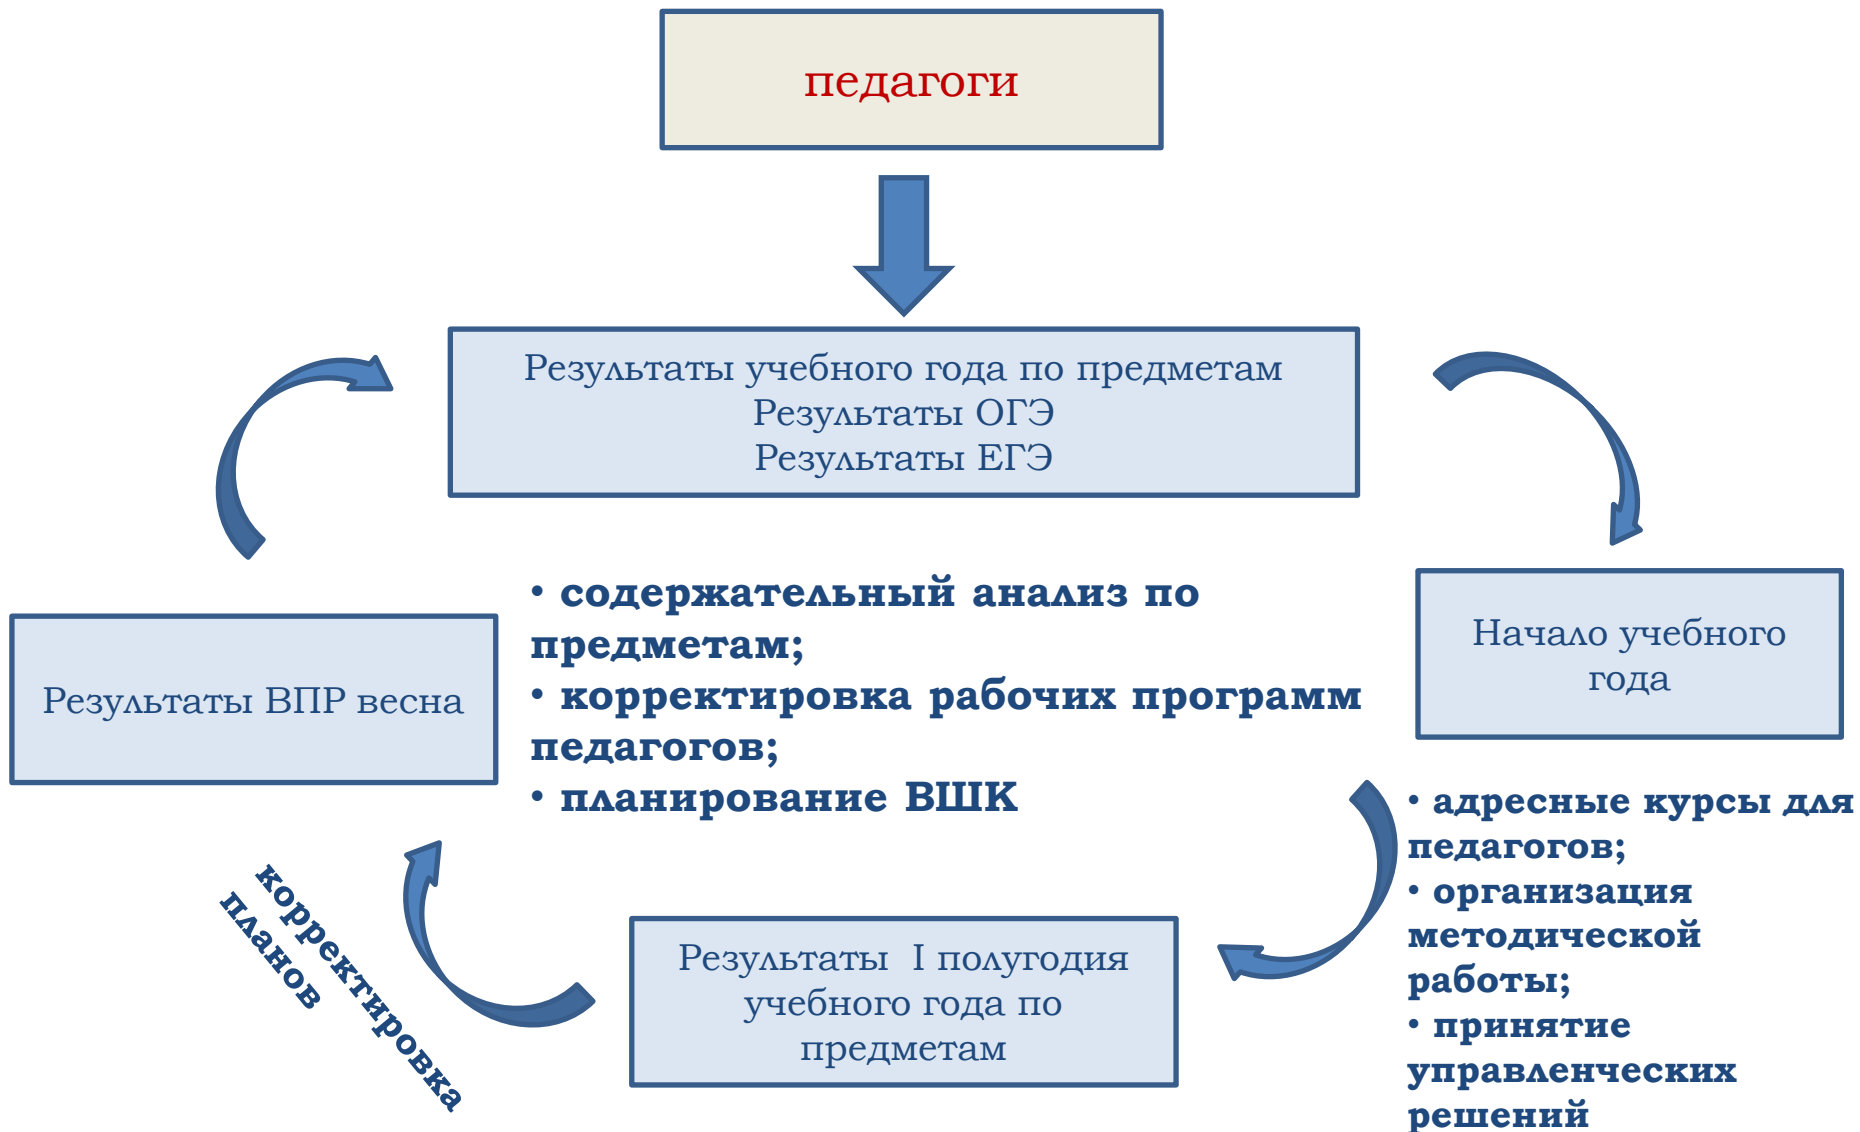 педагоги
Результаты учебного года по предметам
Результаты ОГЭ
Результаты ЕГЭ
Результаты ВПР весна
• содержательный анализ по
предметам;
• корректировка рабочих программ
педагогов;
• планирование ВШК
Начало учебного
года
• адресные курсы для
педагогов;
• организация
методической
работы;
• принятие
управленческих
решений
Результаты  I полугодия
учебного года по
предметам
корректировка
планов